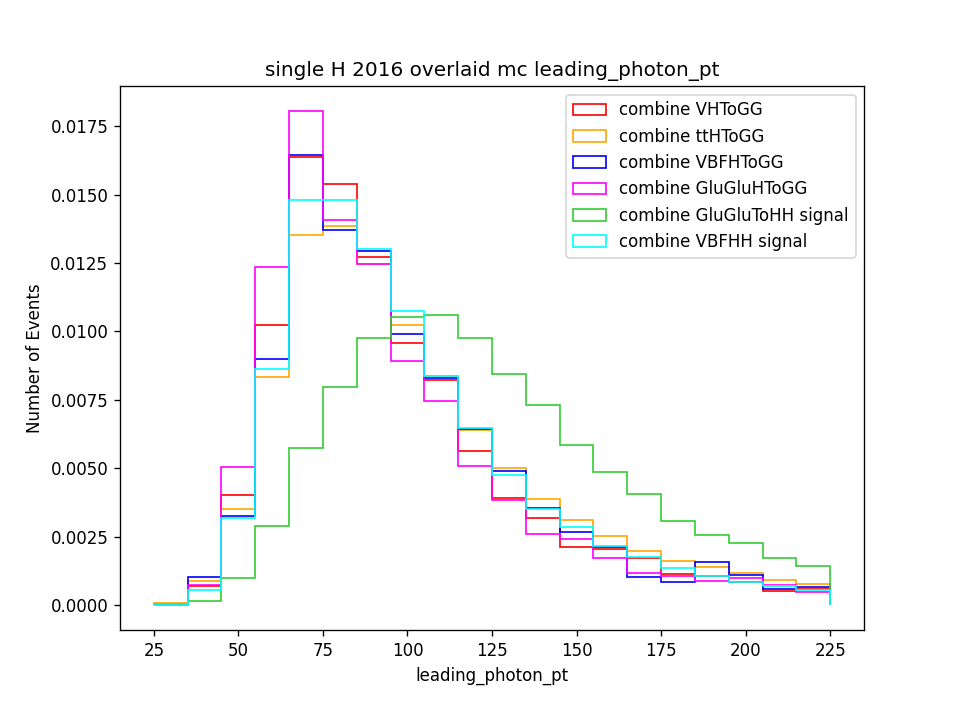 single H 2016 overlaid mc leading_photon_pt
combine VHToGG
combine ttHToGG
combine VBFHToGG
combine GluGluHToGG
combine GluGluToHH signal
combine VBFHH signal
Number of Events
0.0175
0.0150
0.0125
0.0100
0.0075
0.0050
0.0025
0.0000
25 50 75 100 125 150 175 200 225
leading_photon_pt